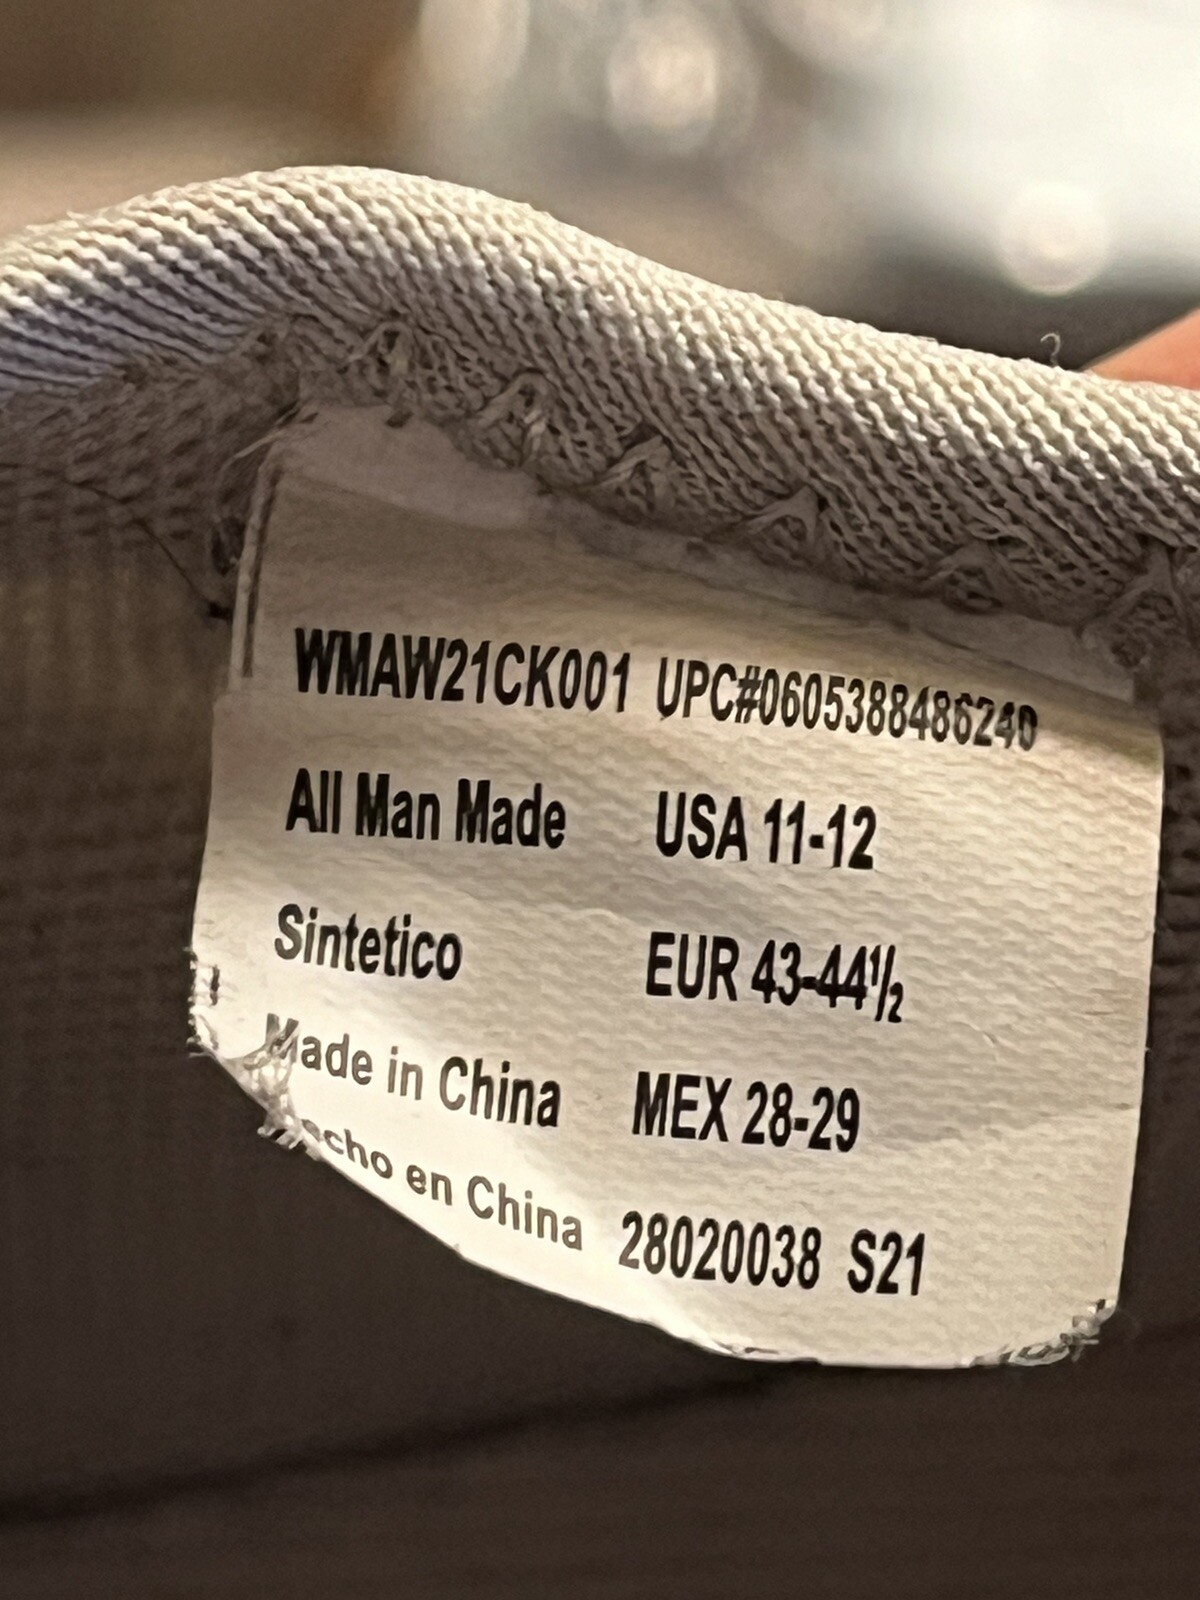 WMAW21CK001 UPC#0605388486240
All Man Made USA 11-12
Sintetico EUR 43-44½
Made in China MEX 28-29
echo en China 28020038 S21